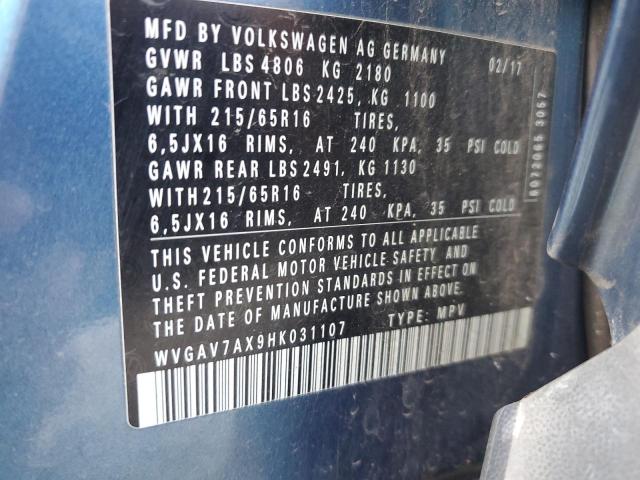 MFD BY VOLKSWAGEN AG GERMANY 02/17
GVWR LBS 4806 KG 2180
GAWR FRONT LBS 2425, KG 1100
WITH 215/65R16 TIRES,
6,5JX16 RIMS, AT 240 KPA, 35 PSI COLD
GAWR REAR LBS 2491, KG 1130
WITH 215/65R16 TIRES,
6,5JX16 RIMS, AT 240 KPA, 35 PSI COLD
THIS VEHICLE CONFORMS TO ALL APPLICABLE
U.S. FEDERAL MOTOR VEHICLE SAFETY AND
THEFT PREVENTION STANDARDS IN EFFECT ON
THE DATE OF MANUFACTURE SHOWN ABOVE.
WVGAV7AX9HK031107 TYPE: MPV
6072065 3057